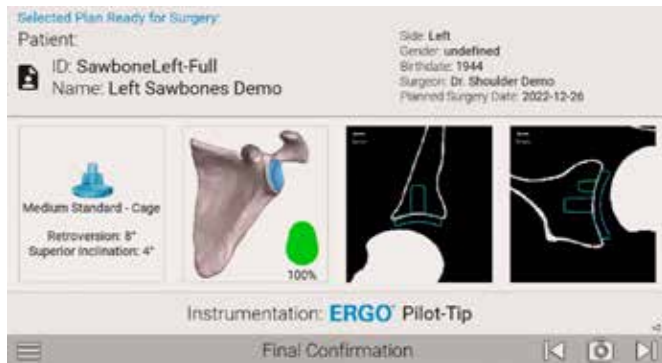 Selected Plan Ready for Surgery:
Patient:
ID: SawboneLeft-Full
Name: Left Sawbones Demo
Side: Left
Gender: undefined
Birthdate: 1944
Surgeon: Dr. Shoulder Demo
Planned Surgery Date: 2022-12-26
Medium Standard - Cage
Retroversion: 8°
Superior Inclination: 4°
100%
Instrumentation: ERGO® Pilot-Tip
Final Confirmation